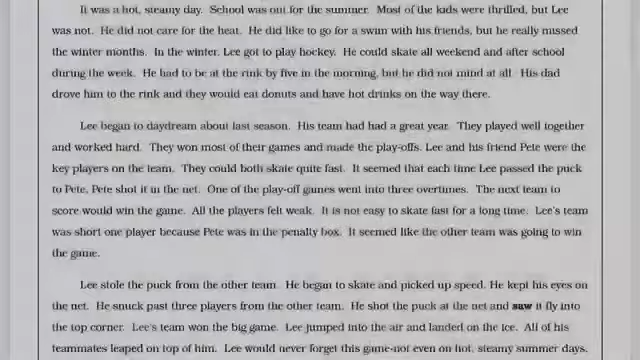 It was a hot, steamy day. School was out for the summer. Most of the kids were thrilled, but Lee
was not. He did not care for the heat. He did like to go for a swim with his friends, but he really missed
the winter months. In the winter, Lee got to play hockey. He could skate all weekend and after school
during the week. He had to be at the rink by five in the morning, but he did not mind at all. His dad
drove him to the rink and they would eat donuts and have hot drinks on the way there.
Lee began to daydream about last season. His team had had a great year. They played well together
and worked hard. They won most of their games and made the play-offs. Lee and his friend Pete were the
key players on the team. They could both skate quite fast. It seemed that each time Lee passed the puck
to Pete, Pete shot it in the net. One of the play-off games went into three overtimes. The next team to
score would win the game. All the players felt weak. It is not easy to skate fast for a long time. Lee's team
was short one player because Pete was in the penalty box. It seemed like the other team was going to win
the game.
Lee stole the puck from the other team. He began to skate and picked up speed. He kept his eyes on
the net. He snuck past three players from the other team. He shot the puck at the net and saw it fly into
the top corner. Lee's team won the big game. Lee jumped into the air and landed on the ice. All of his
teammates leaped on top of him. Lee would never forget this game-not even on hot, steamy summer days.